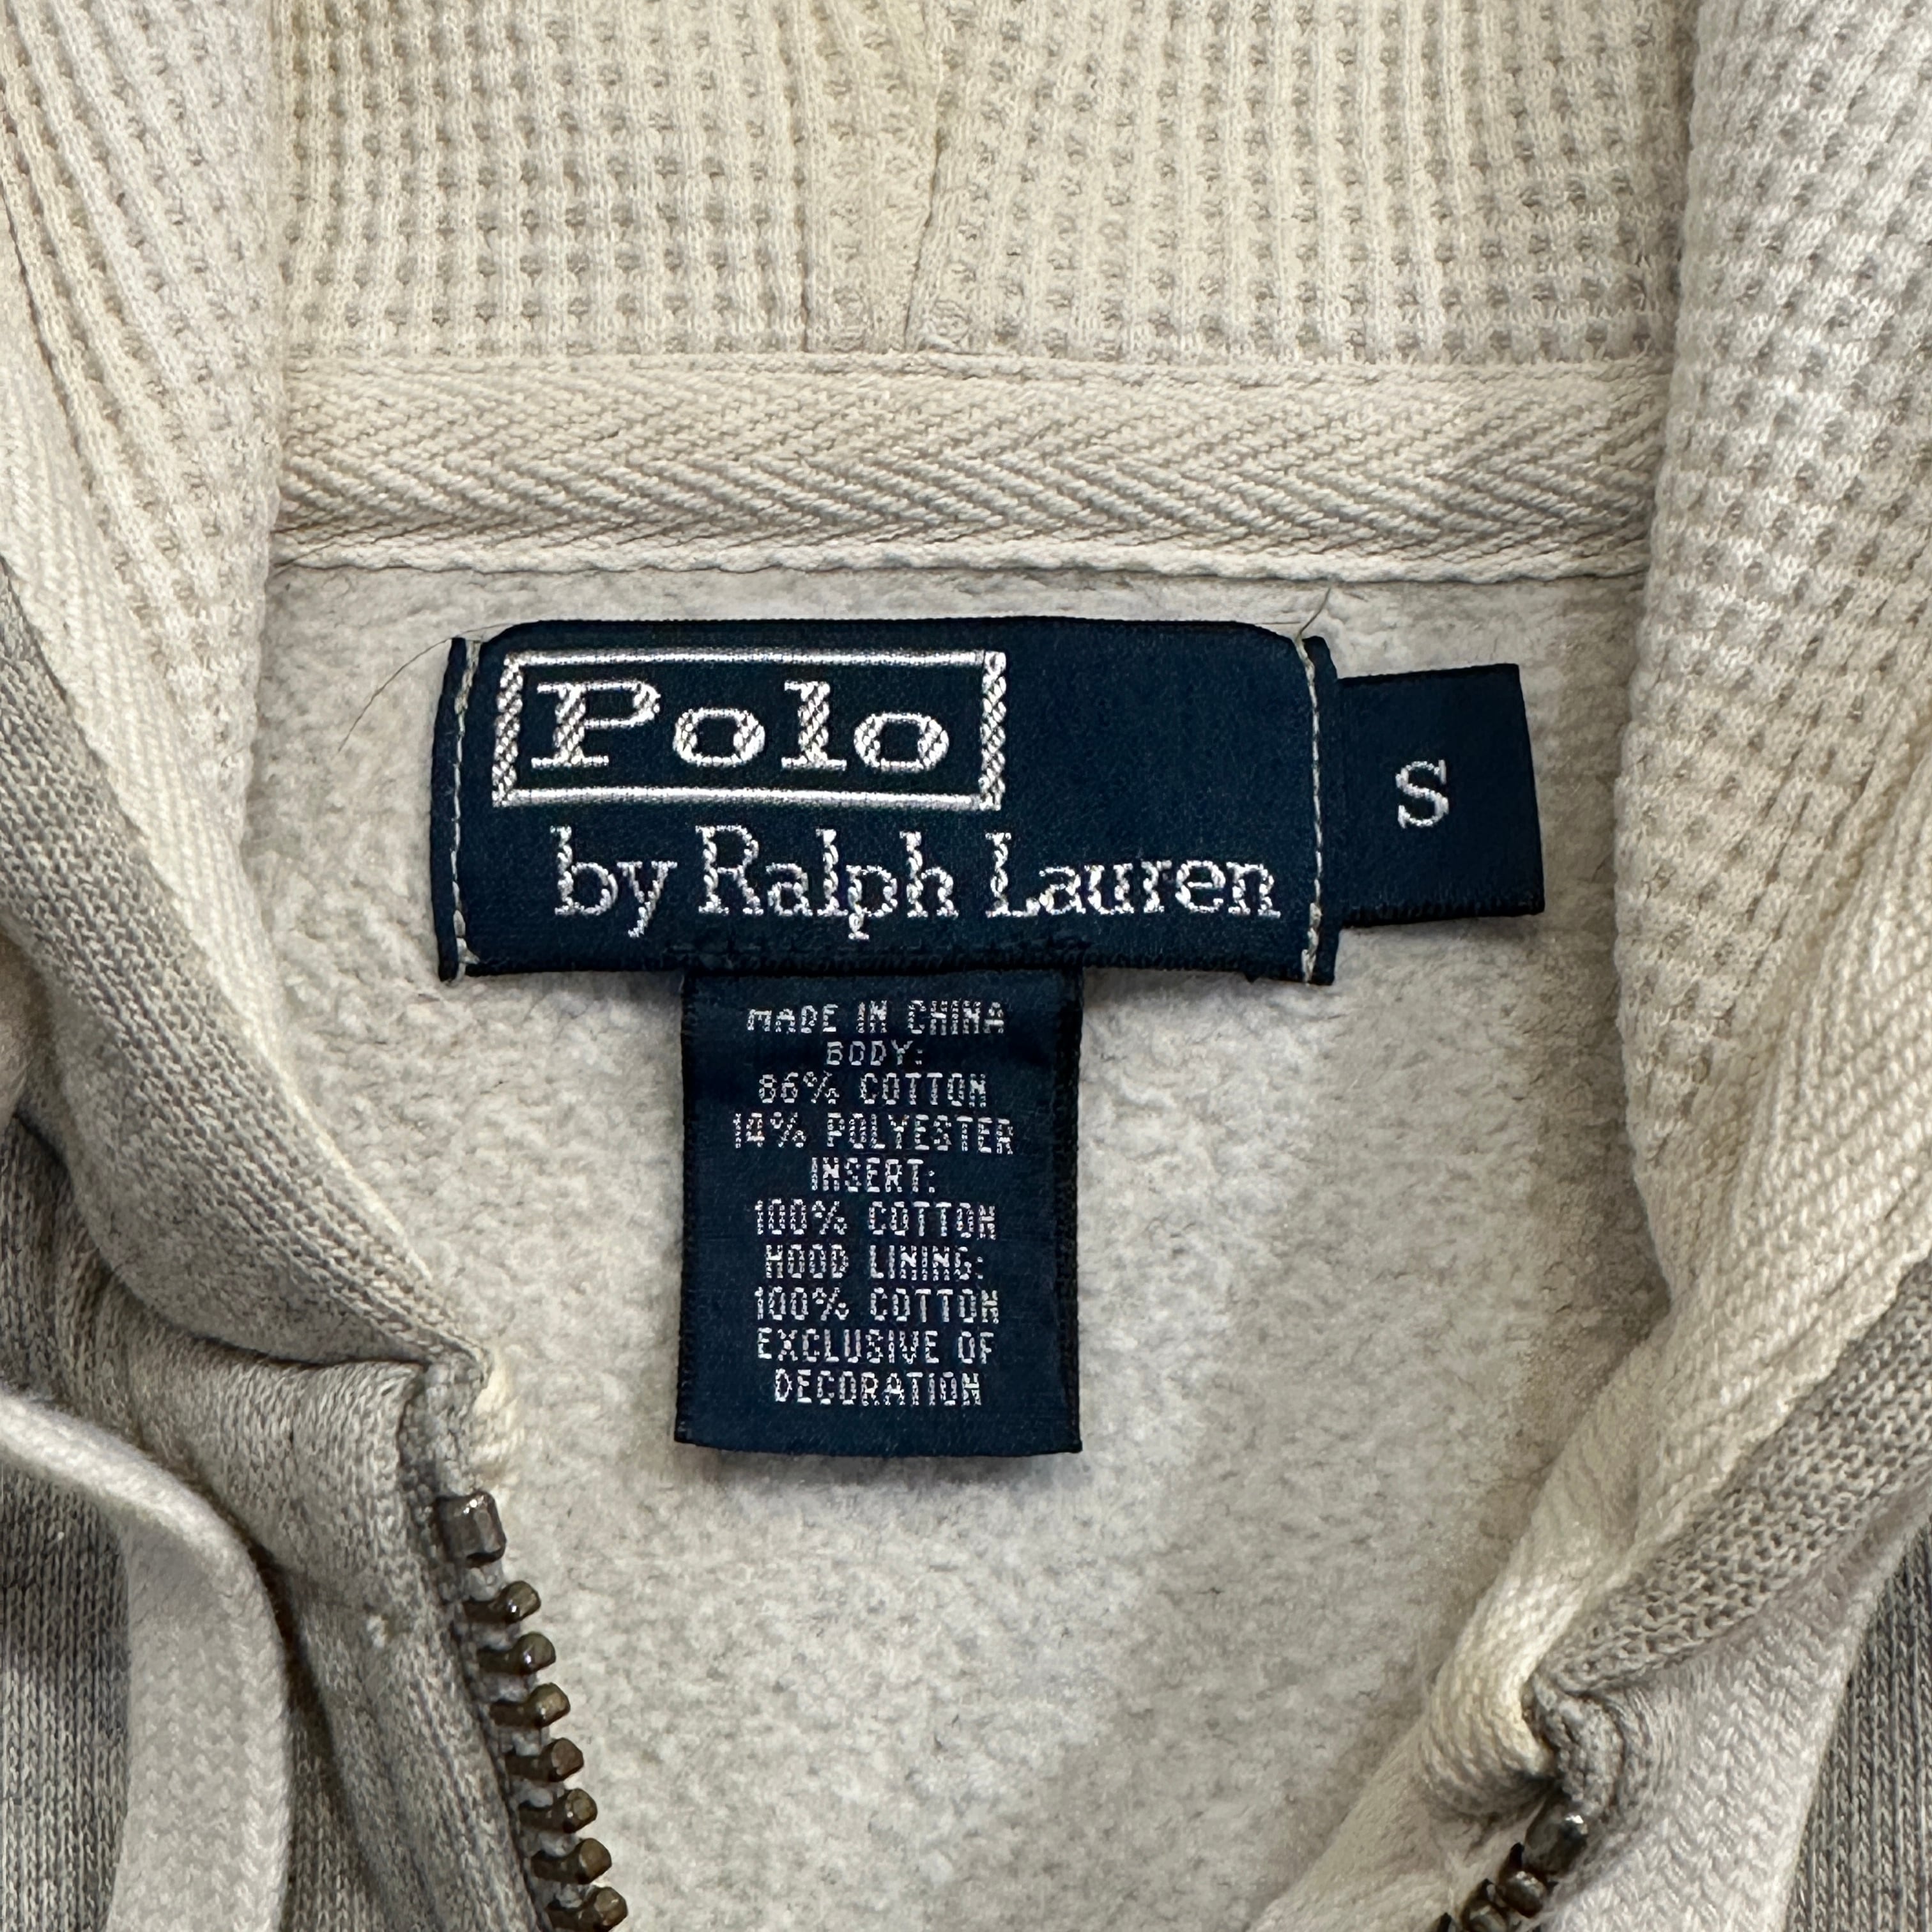 Polo
by Ralph Lauren
S
MADE IN CHINA
BODY:
86% COTTON
14% POLYESTER
INSERT:
100% COTTON
HOOD LINING:
100% COTTON
EXCLUSIVE OF
DECORATION